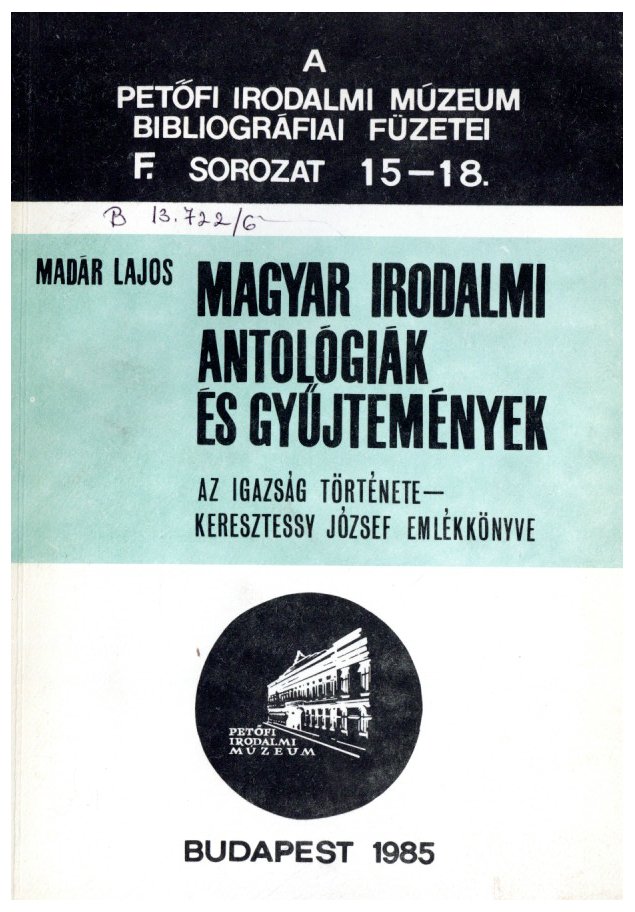 A
PETŐFI IRODALMI MÚZEUM
BIBLIOGRÁFIAI FÜZETEI
F. SOROZAT 15—18.
B 13.722/6
MADÁR LAJOS
MAGYAR IRODALMI
ANTOLÓGIÁK
ÉS GYŰJTEMÉNYEK
AZ IGAZSÁG TÖRTÉNETE—
KERESZTESSY JÓZSEF EMLÉKKÖNYVE
PETŐFI
IRODALMI
MÚZEUM
BUDAPEST 1985